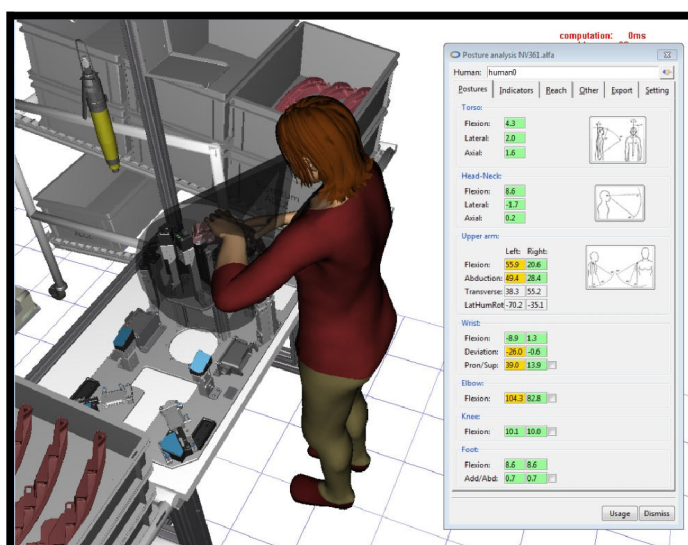 computation: 0ms
Posture analysis NV361.alfa
Human: human0
Postures Indicators Reach Other Export Setting
Torso:
Flexion: 4.3
Lateral: 2.0
Axial: 1.6
Head-Neck:
Flexion: 8.6
Lateral: -1.7
Axial: 0.2
Upper arm:
Left: Right:
Flexion: 55.9 20.6
Abduction: 49.4 28.4
Transverse: 38.3 55.2
LatHumRot -70.2 -35.1
Wrist:
Flexion: -8.9 1.3
Deviation: -26.0 -0.6
Pron/Sup: 39.0 13.9
Elbow:
Flexion: 104.3 82.8
Knee:
Flexion: 10.1 10.0
Foot:
Flexion: 8.6 8.6
Add/Abd: 0.7 0.7
Usage Dismiss